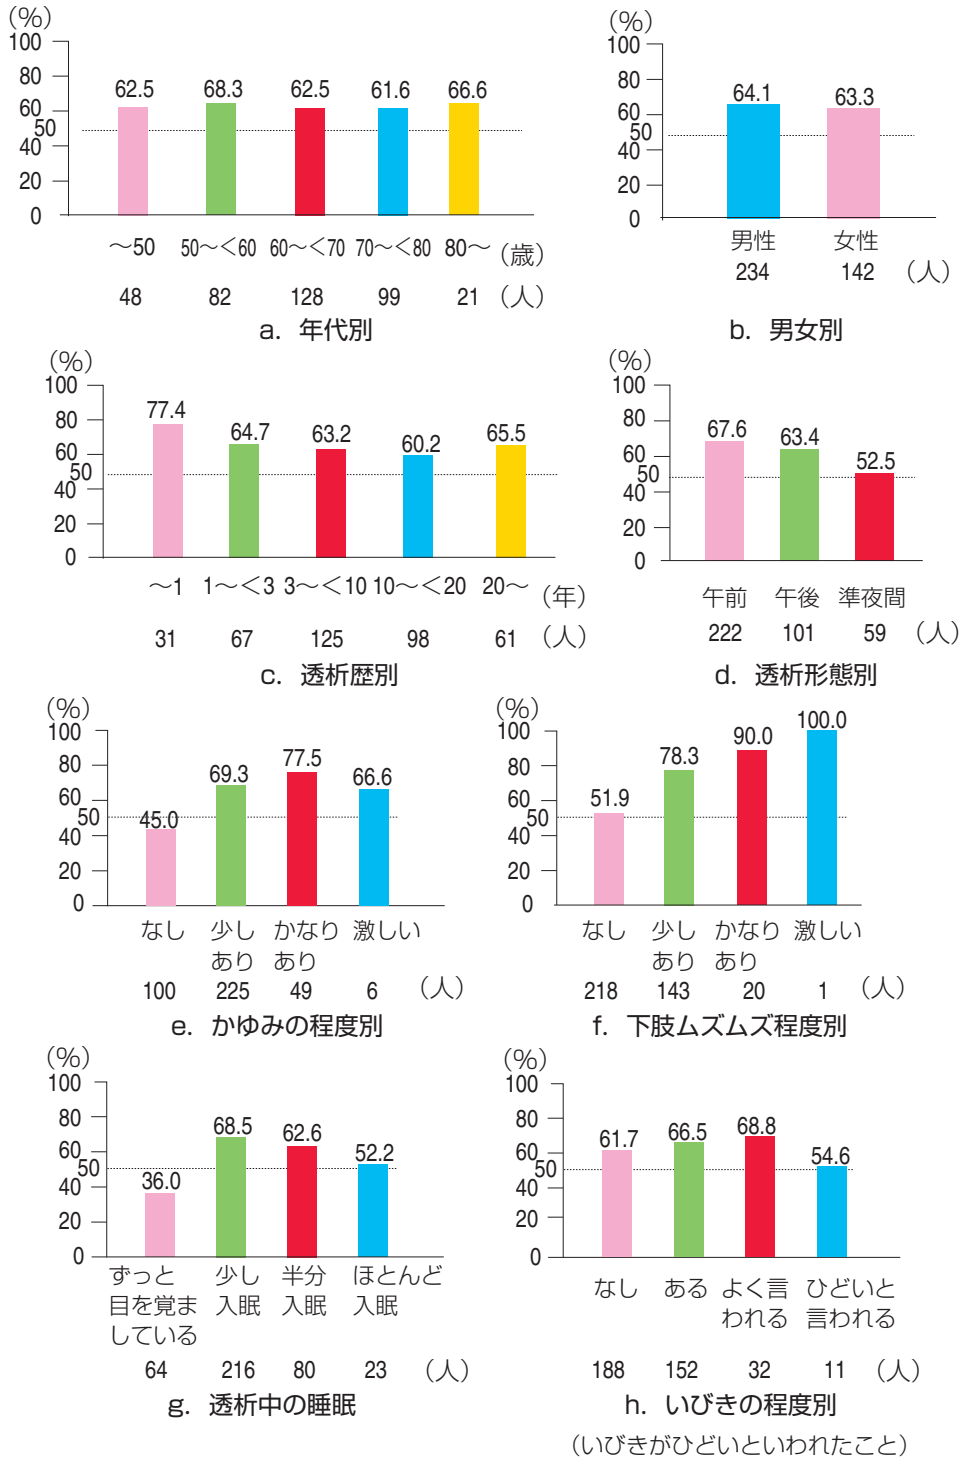 (%)
100
80
60
50
40
20
0
62.5 68.3 62.5 61.6 66.6
～50 50～＜60 60～＜70 70～＜80 80～ (歳)
48 82 128 99 21 (人)
a. 年代別
(%)
100
80
60
50
40
20
0
64.1 63.3
男性 女性
234 142 (人)
b. 男女別
(%)
100
80
60
50
40
20
0
77.4 64.7 63.2 60.2 65.5
～1 1～＜3 3～＜10 10～＜20 20～ (年)
31 67 125 98 61 (人)
c. 透析歴別
(%)
100
80
60
50
40
20
0
67.6 63.4 52.5
午前 午後 準夜間
222 101 59 (人)
d. 透析形態別
(%)
100
80
60
50
40
20
0
45.0 69.3 77.5 66.6
なし 少し かなり 激しい
あり あり
100 225 49 6 (人)
e. かゆみの程度別
(%)
100
80
60
50
40
20
0
51.9 78.3 90.0 100.0
なし 少し かなり 激しい
あり あり
218 143 20 1 (人)
f. 下肢ムズムズ程度別
(%)
100
80
60
50
40
20
0
36.0 68.5 62.6 52.2
ずっと 少し 半分 ほとんど
目を覚ま 入眠 入眠 入眠
している
64 216 80 23 (人)
g. 透析中の睡眠
(%)
100
80
60
50
40
20
0
61.7 66.5 68.8 54.6
なし ある よく言 ひどいと
われる 言われる
188 152 32 11 (人)
h. いびきの程度別
(いびきがひどいといわれたこと)